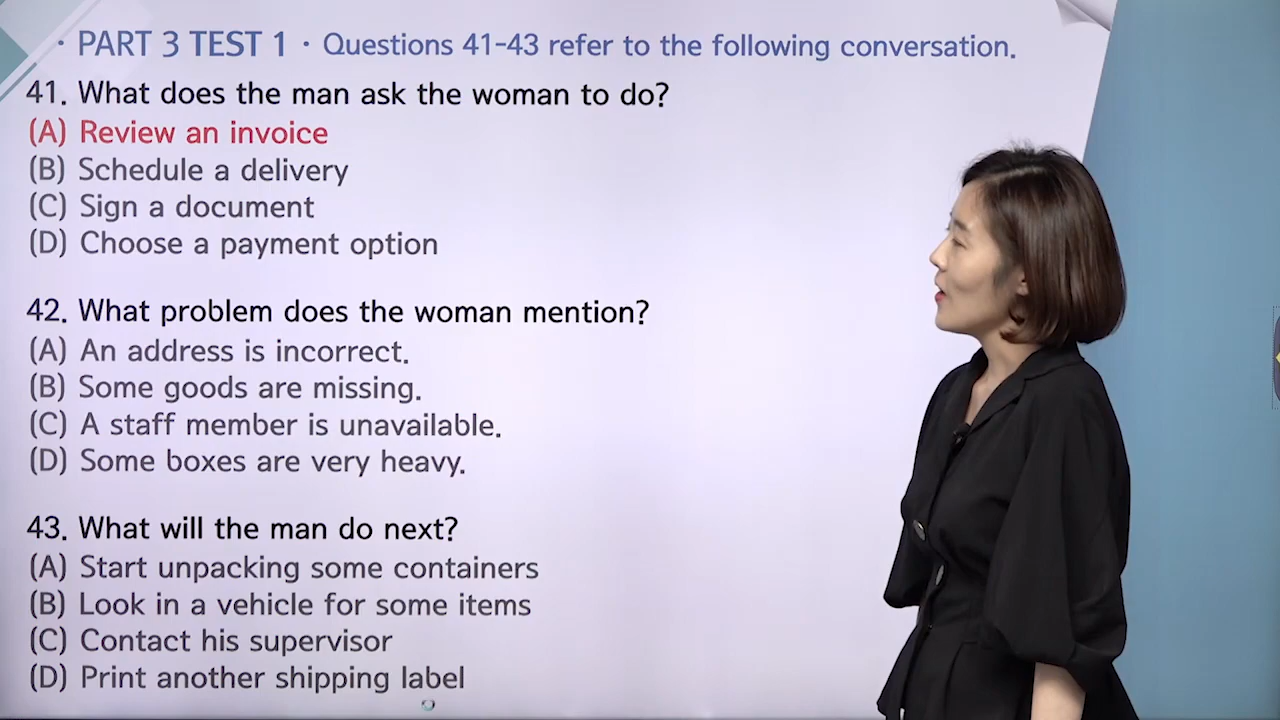 · PART 3 TEST 1 · Questions 41-43 refer to the following conversation.
41. What does the man ask the woman to do?
(A) Review an invoice
(B) Schedule a delivery
(C) Sign a document
(D) Choose a payment option
42. What problem does the woman mention?
(A) An address is incorrect.
(B) Some goods are missing.
(C) A staff member is unavailable.
(D) Some boxes are very heavy.
43. What will the man do next?
(A) Start unpacking some containers
(B) Look in a vehicle for some items
(C) Contact his supervisor
(D) Print another shipping label